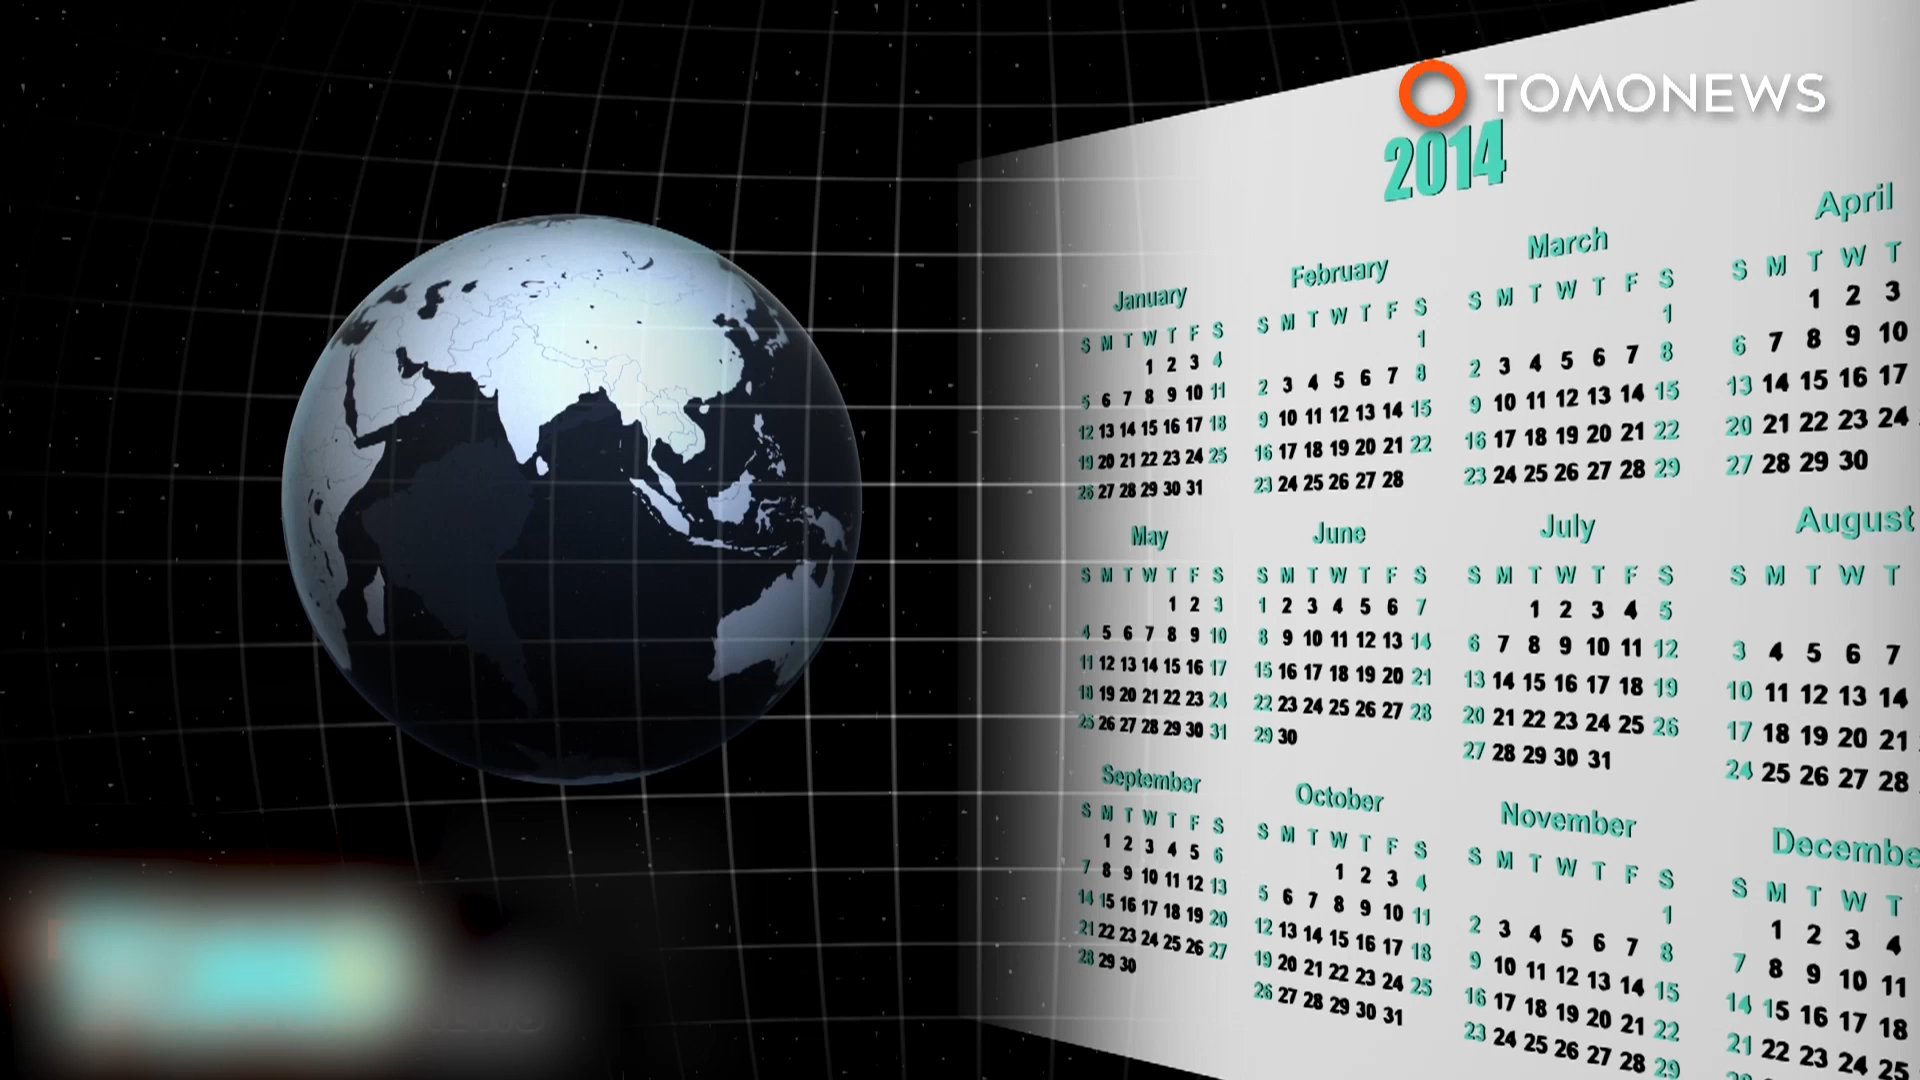 TOMONEWS
2014
January
S M T W T F S
1 2 3 4
5 6 7 8 9 10 11
12 13 14 15 16 17 18
19 20 21 22 23 24 25
26 27 28 29 30 31
February
S M T W T F S
1
2 3 4 5 6 7 8
9 10 11 12 13 14 15
16 17 18 19 20 21 22
23 24 25 26 27 28
March
S M T W T F S
1
2 3 4 5 6 7 8
9 10 11 12 13 14 15
16 17 18 19 20 21 22
23 24 25 26 27 28 29
April
S M T W T
1 2 3
6 7 8 9 10
13 14 15 16 17
20 21 22 23 24
27 28 29 30
May
S M T W T F S
1 2 3
4 5 6 7 8 9 10
11 12 13 14 15 16 17
18 19 20 21 22 23 24
25 26 27 28 29 30 31
June
S M T W T F S
1 2 3 4 5 6 7
8 9 10 11 12 13 14
15 16 17 18 19 20 21
22 23 24 25 26 27 28
29 30
July
S M T W T F S
1 2 3 4 5
6 7 8 9 10 11 12
13 14 15 16 17 18 19
20 21 22 23 24 25 26
27 28 29 30 31
August
S M T W T
3 4 5 6 7
10 11 12 13 14
17 18 19 20 21
24 25 26 27 28
September
S M T W T F S
1 2 3 4 5 6
7 8 9 10 11 12 13
14 15 16 17 18 19 20
21 22 23 24 25 26 27
28 29 30
October
S M T W T F S
1 2 3 4
5 6 7 8 9 10 11
12 13 14 15 16 17 18
19 20 21 22 23 24 25
26 27 28 29 30 31
November
S M T W T F S
1
2 3 4 5 6 7 8
9 10 11 12 13 14 15
16 17 18 19 20 21 22
23 24 25 26 27 28 29
Decembe
S M T W T
1 2 3 4
7 8 9 10 11
14 15 16 17 18
21 22 23 24 25